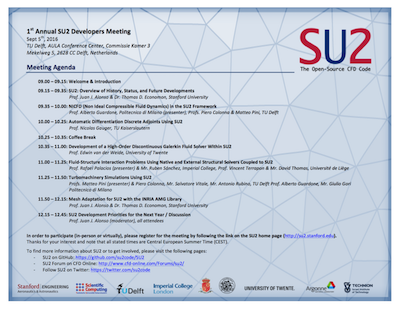 1st Annual SU2 Developers Meeting
Sept 5th, 2016
TU Delft, AULA Conference Center, Commissie Kamer 3
Mekelweg 5, 2628 CC Delft, Netherlands
SU2
The Open-Source CFD Code
Meeting Agenda
09.00 – 09.15: Welcome & Introduction
09.15 – 09.35: SU2: Overview of History, Status, and Future Developments
Prof. Juan J. Alonso & Dr. Thomas D. Economon, Stanford University
09.35 – 10.00: NICFD (Non Ideal Compressible Fluid Dynamics) in the SU2 Framework
Prof. Alberto Guardone, Politecnico di Milano (presenter); Profs. Piero Colonna & Matteo Pini, TU Delft
10.00 – 10.25: Automatic Differentiation Discrete Adjoints Using SU2
Prof. Nicolas Gauger, TU Kaiserslautern
10.25 – 10.35: Coffee Break
10.35 – 11.00: Development of a High-Order Discontinuous Galerkin Fluid Solver Within SU2
Prof. Edwin van der Weide, University of Twente
11.00 – 11.25: Fluid-Structure Interaction Problems Using Native and External Structural Solvers Coupled to SU2
Prof. Rafael Palacios (presenter) & Mr. Ruben Sanchez, Imperial College, Prof. Vincent Terrapon & Mr. David Thomas, Université de Liège
11.25 – 11.50: Turbomachinery Simulations Using SU2
Profs. Matteo Pini (presenter) & Piero Colonna, Mr. Salvatore Vitale, Mr. Antonio Rubino, TU Delft Prof. Alberto Guardone, Mr. Giulio Gori
Politecnico di Milano
11.50 – 12.15: Mesh Adaptation for SU2 with the INRIA AMG Library
Prof. Juan J. Alonso & Dr. Thomas D. Economon, Stanford University
12.15 – 12.45: SU2 Development Priorities for the Next Year / Discussion
Prof. Juan J. Alonso (moderator), all attendees
In order to participate (in-person or virtually), please register for the meeting by following the link on the SU2 home page (http://su2.stanford.edu).
Thanks for your interest and note that all stated times are Central European Summer Time (CEST).
To find more information about SU2 or to get involved, please visit the following pages:
- SU2 on GitHub: https://github.com/su2code/SU2
- SU2 Forum on CFD Online: http://www.cfd-online.com/Forums/su2/
- Follow SU2 on Twitter: https://twitter.com/su2code
Stanford Scientific Computing TU Delft Imperial College London UNIVERSITY OF TWENTE. Argonne TECHNION